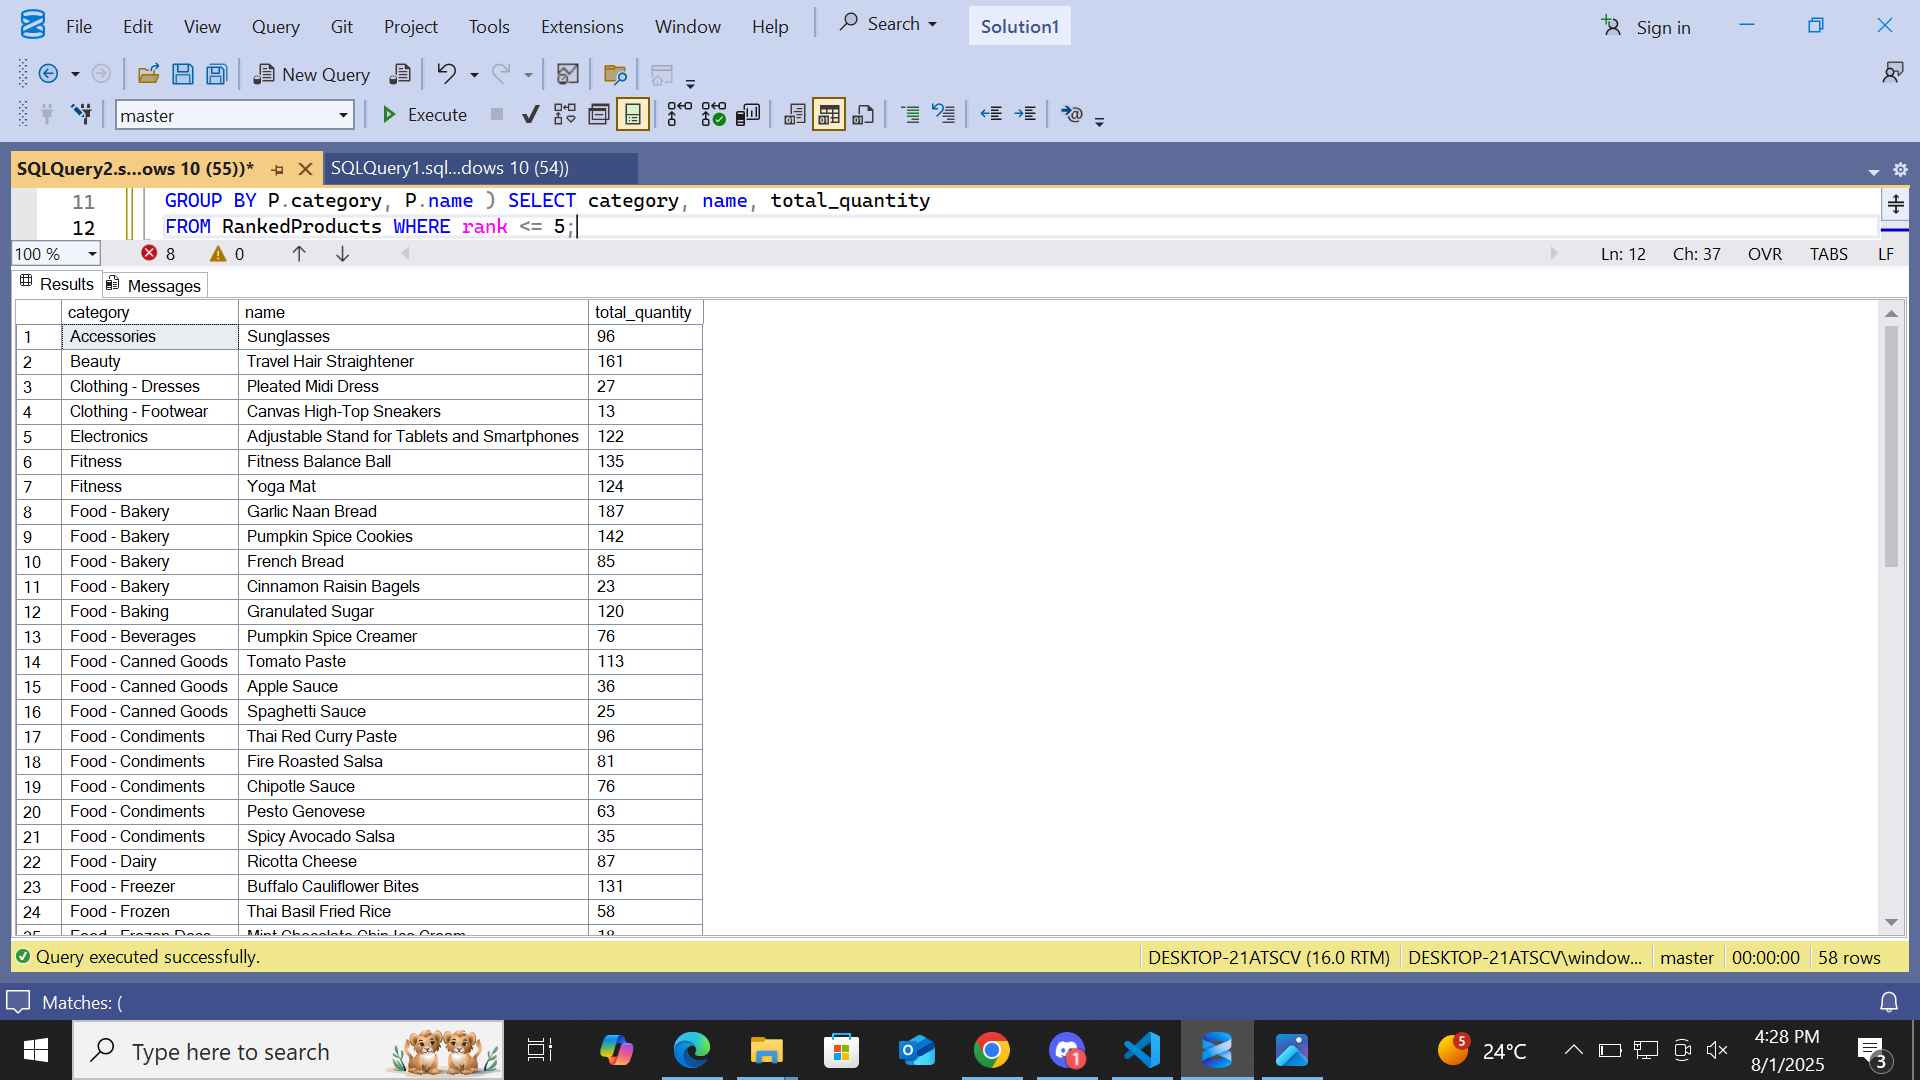 File Edit View Query Git Project Tools Extensions Window Help Search Solution1 Sign in
New Query
master Execute
SQLQuery2.s...ows 10 (55))* SQLQuery1.sql...dows 10 (54))
11 GROUP BY P.category, P.name ) SELECT category, name, total_quantity
12 FROM RankedProducts WHERE rank <= 5;
100 % 8 0 Ln: 12 Ch: 37 OVR TABS LF
Results Messages
category name total_quantity
1 Accessories Sunglasses 96
2 Beauty Travel Hair Straightener 161
3 Clothing - Dresses Pleated Midi Dress 27
4 Clothing - Footwear Canvas High-Top Sneakers 13
5 Electronics Adjustable Stand for Tablets and Smartphones 122
6 Fitness Fitness Balance Ball 135
7 Fitness Yoga Mat 124
8 Food - Bakery Garlic Naan Bread 187
9 Food - Bakery Pumpkin Spice Cookies 142
10 Food - Bakery French Bread 85
11 Food - Bakery Cinnamon Raisin Bagels 23
12 Food - Baking Granulated Sugar 120
13 Food - Beverages Pumpkin Spice Creamer 76
14 Food - Canned Goods Tomato Paste 113
15 Food - Canned Goods Apple Sauce 36
16 Food - Canned Goods Spaghetti Sauce 25
17 Food - Condiments Thai Red Curry Paste 96
18 Food - Condiments Fire Roasted Salsa 81
19 Food - Condiments Chipotle Sauce 76
20 Food - Condiments Pesto Genovese 63
21 Food - Condiments Spicy Avocado Salsa 35
22 Food - Dairy Ricotta Cheese 87
23 Food - Freezer Buffalo Cauliflower Bites 131
24 Food - Frozen Thai Basil Fried Rice 58
25 Food - Frozen Dess Mint Chocolate Chip Ice Cream 18
Query executed successfully. DESKTOP-21ATSCV (16.0 RTM) DESKTOP-21ATSCV\window... master 00:00:00 58 rows
Matches: (
Type here to search 1 5 24°C 4:28 PM 3
8/1/2025